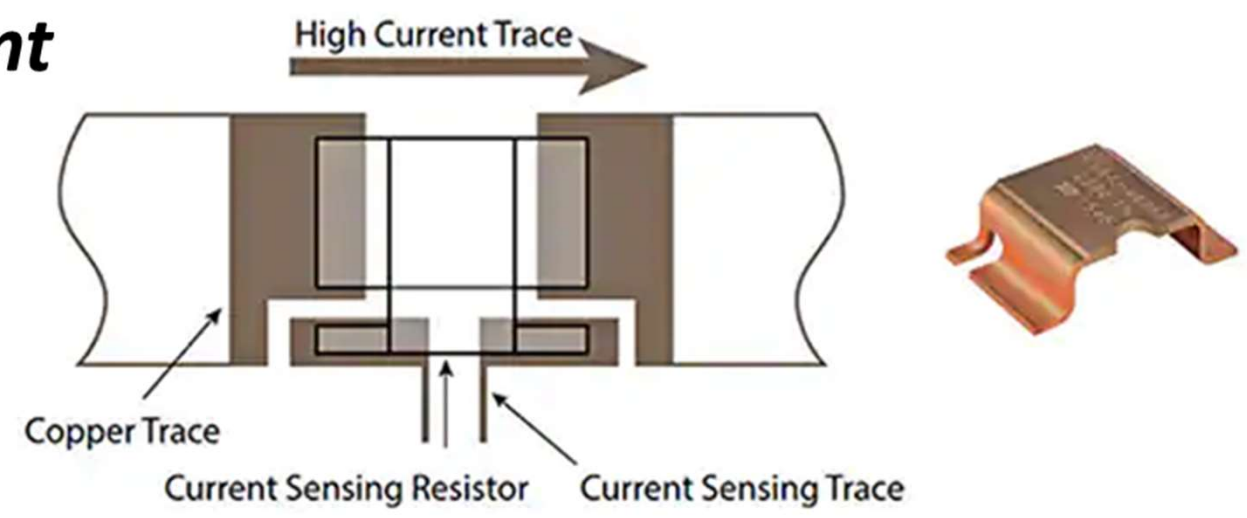 nt
High Current Trace
Copper Trace
Current Sensing Resistor
Current Sensing Trace